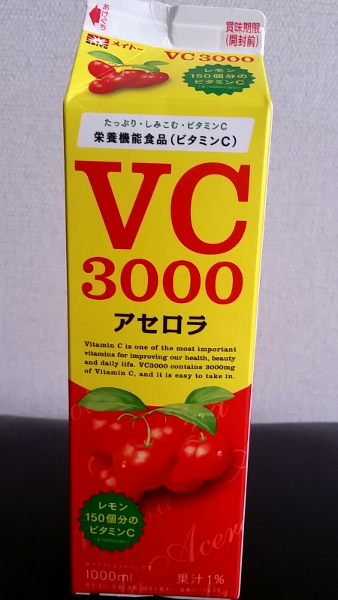 あけぐち
賞味期限
(開封前)
メイトー
VC3000
レモン
150個分の
ビタミンC
たっぷり・しみこむ・ビタミンC
栄養機能食品(ビタミンC)
VC
3000
アセロラ
Vitamin C is one of the most important
vitamins for improving our health, beauty
and daily life. VC3000 contains 3000mg
of Vitamin C, and it is easy to take in.
レモン
150個分の
ビタミンC
Acer
1000ml
果汁1%